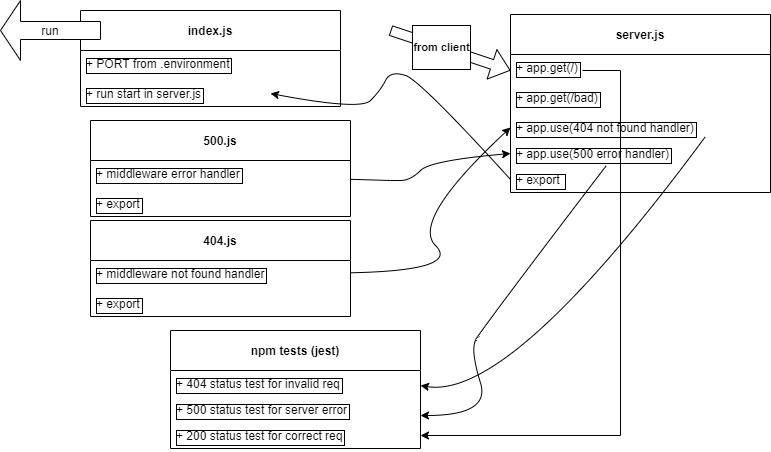 run
index.js
+ PORT from .environment
+ run start in server.js
from client
server.js
+ app.get(/)
+ app.get(/bad)
+ app.use(404 not found handler)
+ app.use(500 error handler)
+ export
500.js
+ middleware error handler
+ export
404.js
+ middleware not found handler
+ export
npm tests (jest)
+ 404 status test for invalid req
+ 500 status test for server error
+ 200 status test for correct req